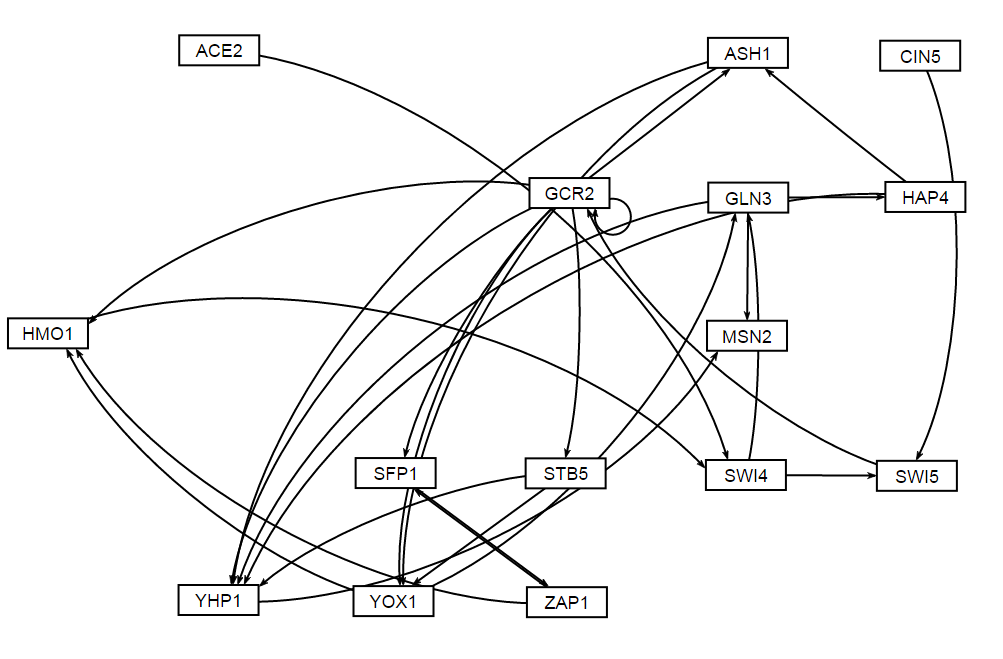 ACE2
ASH1
CIN5
GCR2
GLN3
HAP4
HMO1
MSN2
SFP1
STB5
SWI4
SWI5
YHP1
YOX1
ZAP1